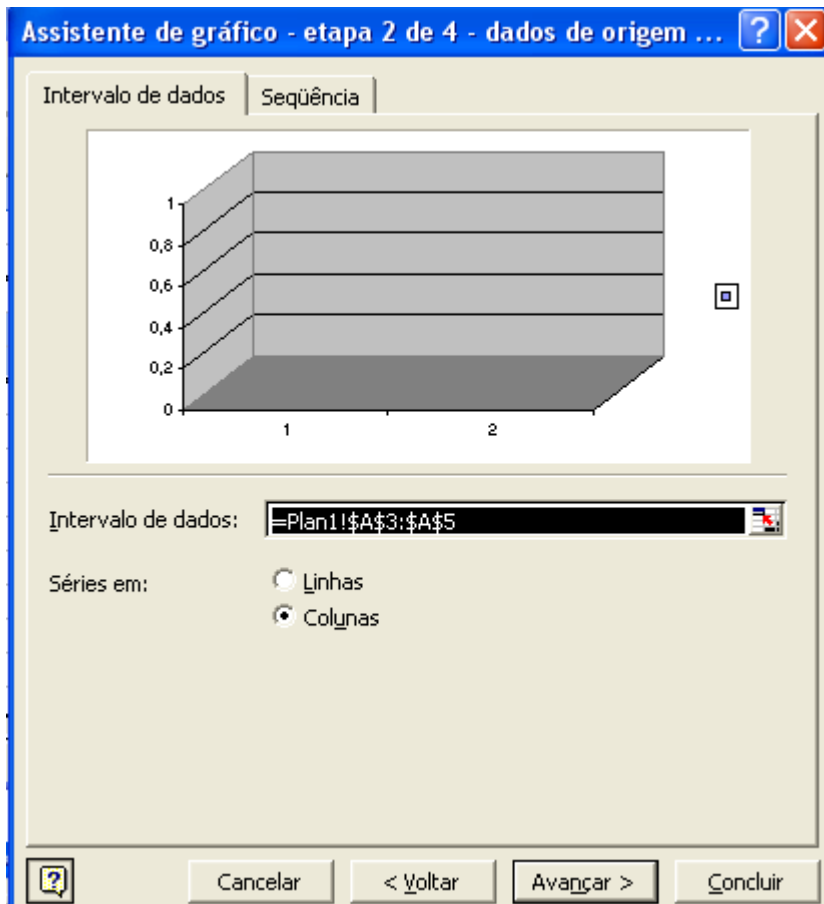 Assistente de gráfico - etapa 2 de 4 - dados de origem ...
Intervalo de dados
Seqüência
1
0,8
0,6
0,4
0,2
0
1 2
Intervalo de dados: =Plan1!$A$3:$A$5
Séries em:
Linhas
Colunas
Cancelar < Voltar Avançar > Concluir